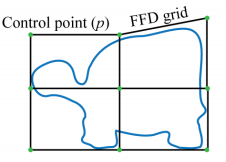 Control point (p)
FFD grid